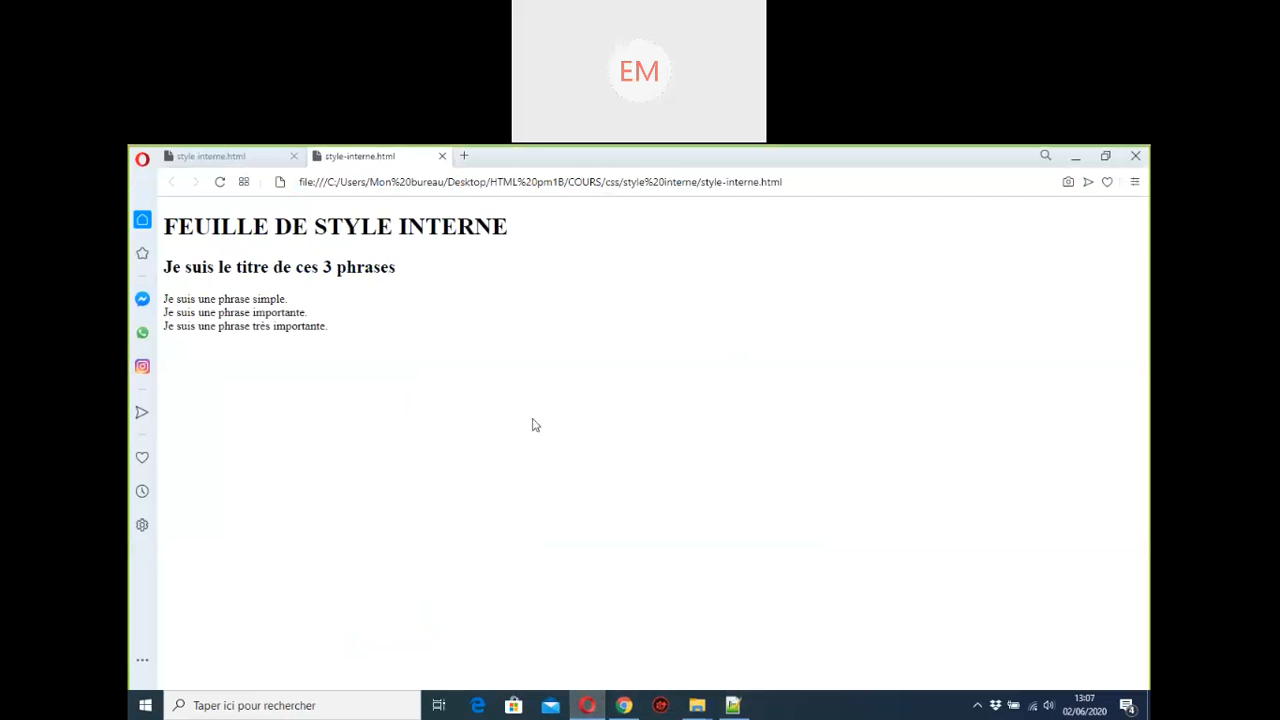 EM
style interne.html
style-interne.html
file:///C:/Users/Mon%20bureau/Desktop/HTML%20pm1B/COURS/css/style%20interne/style-interne.html
FEUILLE DE STYLE INTERNE
Je suis le titre de ces 3 phrases
Je suis une phrase simple.
Je suis une phrase importante.
Je suis une phrase très importante.
Taper ici pour rechercher
13:07
02/06/2020
4